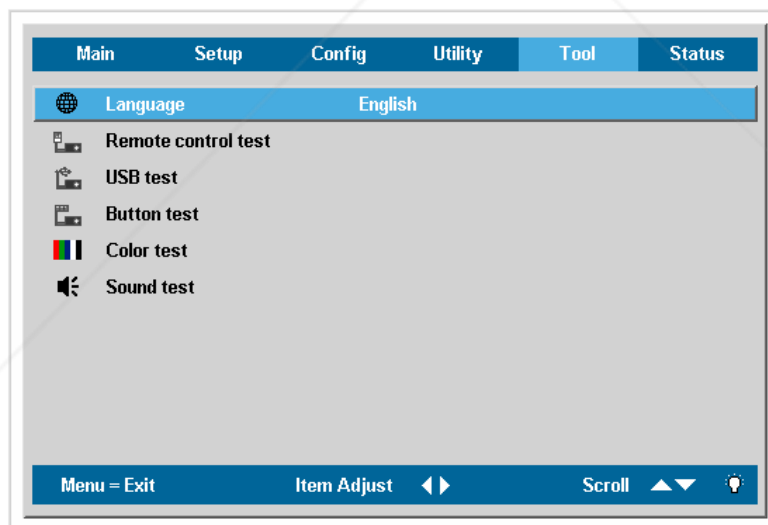 Main Setup Config Utility Tool Status
Language English
Remote control test
USB test
Button test
Color test
Sound test
Menu = Exit Item Adjust Scroll